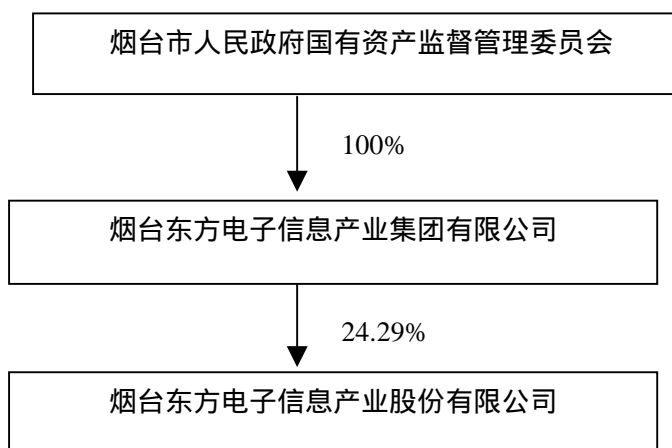 烟台市人民政府国有资产监督管理委员会
100%
烟台东方电子信息产业集团有限公司
24.29%
烟台东方电子信息产业股份有限公司